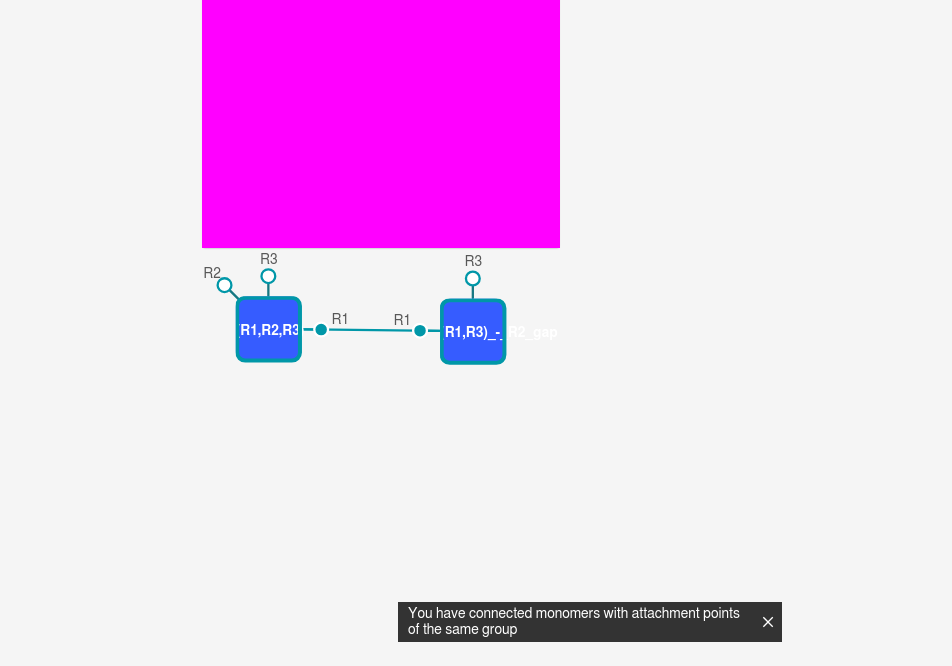 R3
R3
R2
R1
R1
R1,R2,R3
R1,R3)_-_R2_gap
You have connected monomers with attachment points
of the same group